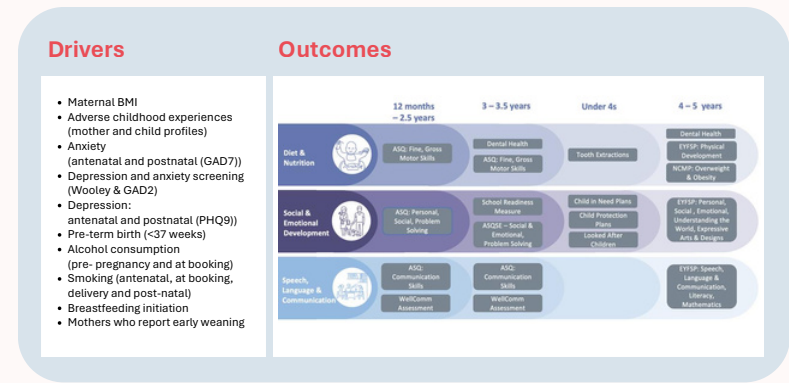 Drivers
Outcomes
• Maternal BMI
• Adverse childhood experiences
(mother and child profiles)
• Anxiety
(antenatal and postnatal (GAD7))
• Depression and anxiety screening
(Wooley & GAD2)
• Depression:
antenatal and postnatal (PHQ9))
• Pre-term birth (<37 weeks)
• Alcohol consumption
(pre- pregnancy and at booking)
• Smoking (antenatal, at booking,
delivery and post-natal)
• Breastfeeding initiation
• Mothers who report early weaning
12 months
– 2.5 years
3 – 3.5 years
Under 4s
4 – 5 years
Diet &
Nutrition
ASQ: Fine, Gross
Motor Skills
Dental Health
ASQ: Fine, Gross
Motor Skills
Tooth Extractions
Dental Health
EYFSP: Physical
Development
NCMP: Overweight
& Obesity
Social &
Emotional
Development
ASQ: Personal,
Social, Problem
Solving
School Readiness
Measure
ASQSE – Social &
Emotional,
Problem Solving
Child in Need Plans
Child Protection
Plans
Looked After
Children
EYFSP: Personal,
Social , Emotional,
Understanding the
World, Expressive
Arts & Designs
Speech,
Language &
Communication
ASQ:
Communication
Skills
WellComm
Assessment
ASQ:
Communication
Skills
WellComm
Assessment
EYFSP: Speech,
Language &
Communication,
Literacy,
Mathematics